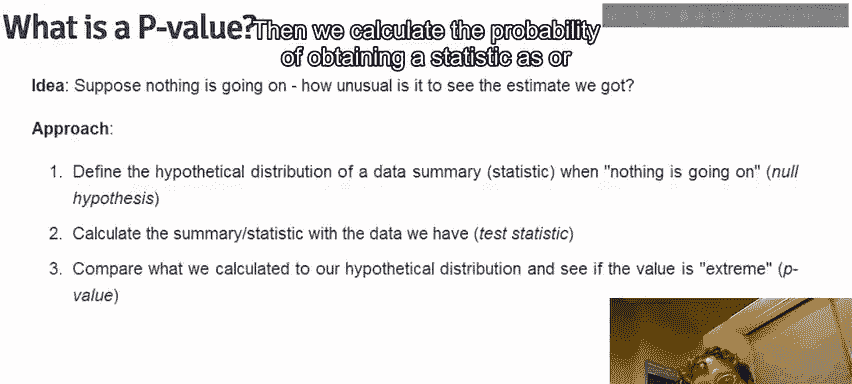 What is a P-value?
Then we calculate the probability
of obtaining a statistic as or
Idea: Suppose nothing is going on - how unusual is it to see the estimate we got?
Approach:
1. Define the hypothetical distribution of a data summary (statistic) when "nothing is going on" (null
hypothesis)
2. Calculate the summary/statistic with the data we have (test statistic)
3. Compare what we calculated to our hypothetical distribution and see if the value is "extreme" (p-
value)